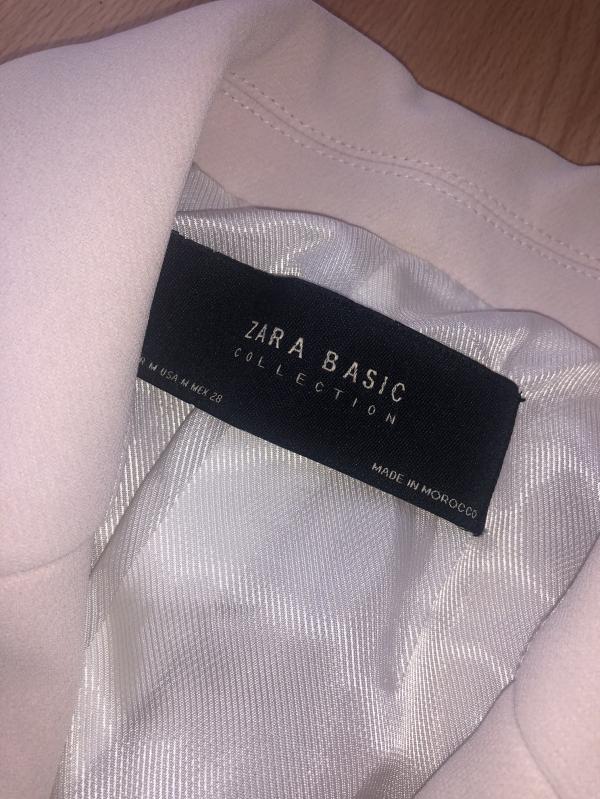 ZARA BASIC
COLLECTION
M USA M MEX 28
MADE IN MOROCCO